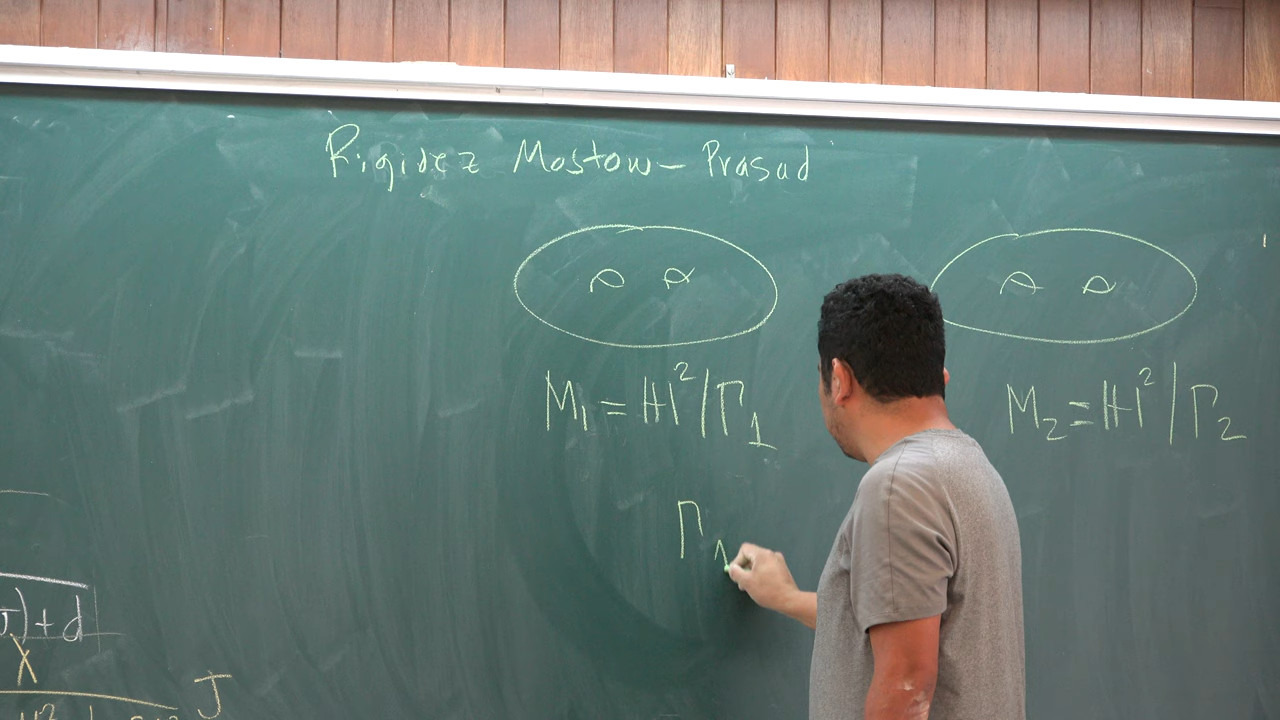 Rigidez Mostow-Prasad
M₁ = ℍ²/Γ₁
M₂ = ℍ²/Γ₂
Γ₁
)+d
X
J